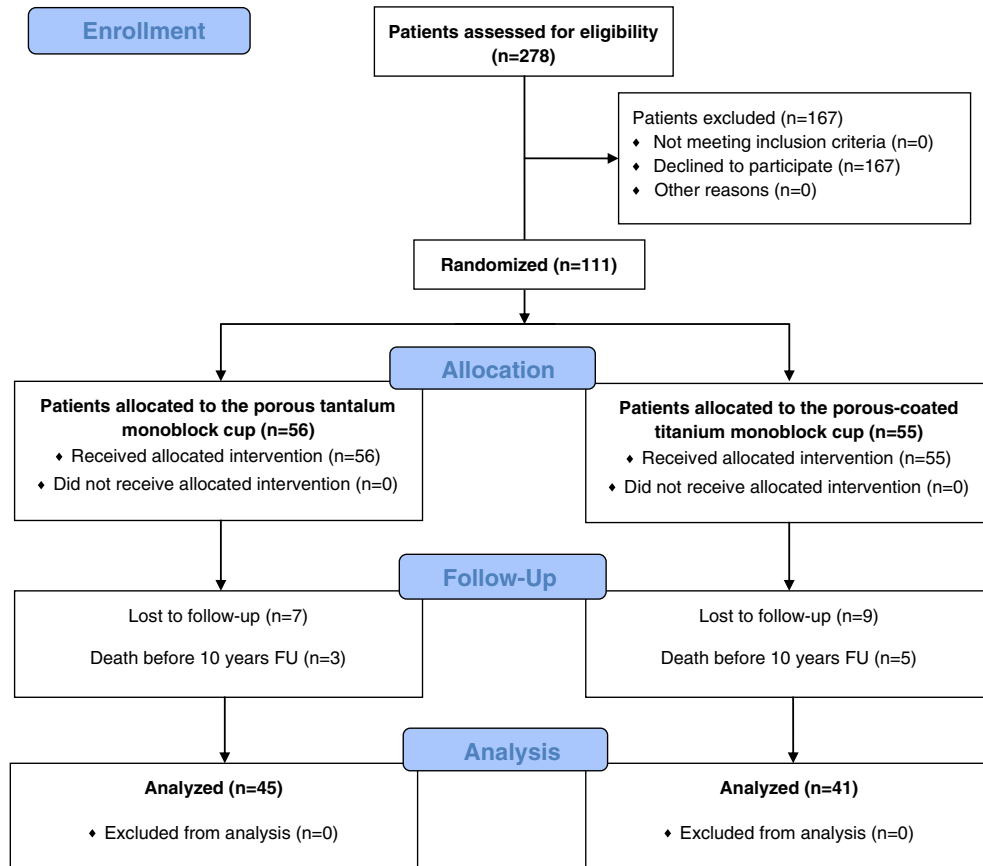 Enrollment
Patients assessed for eligibility
(n=278)
Patients excluded (n=167)
♦ Not meeting inclusion criteria (n=0)
♦ Declined to participate (n=167)
♦ Other reasons (n=0)
Randomized (n=111)
Allocation
Patients allocated to the porous tantalum
monoblock cup (n=56)
♦ Received allocated intervention (n=56)
♦ Did not receive allocated intervention (n=0)
Patients allocated to the porous-coated
titanium monoblock cup (n=55)
♦ Received allocated intervention (n=55)
♦ Did not receive allocated intervention (n=0)
Follow-Up
Lost to follow-up (n=7)
Death before 10 years FU (n=3)
Lost to follow-up (n=9)
Death before 10 years FU (n=5)
Analysis
Analyzed (n=45)
♦ Excluded from analysis (n=0)
Analyzed (n=41)
♦ Excluded from analysis (n=0)